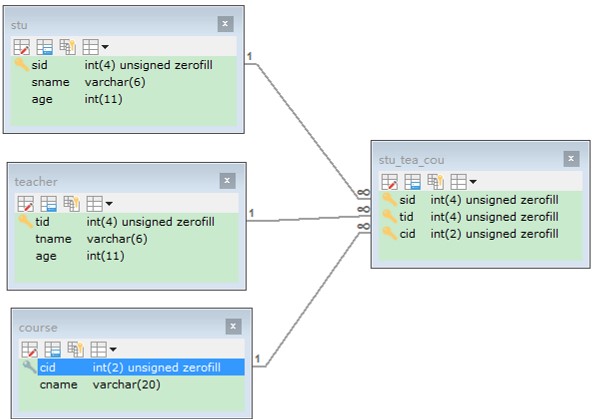 stu
sid int(4) unsigned zerofill
sname varchar(6)
age int(11)
1
teacher
tid int(4) unsigned zerofill
tname varchar(6)
age int(11)
1
course
cid int(2) unsigned zerofill
cname varchar(20)
1
stu_tea_cou
∞
sid int(4) unsigned zerofill
∞
tid int(4) unsigned zerofill
∞
cid int(2) unsigned zerofill